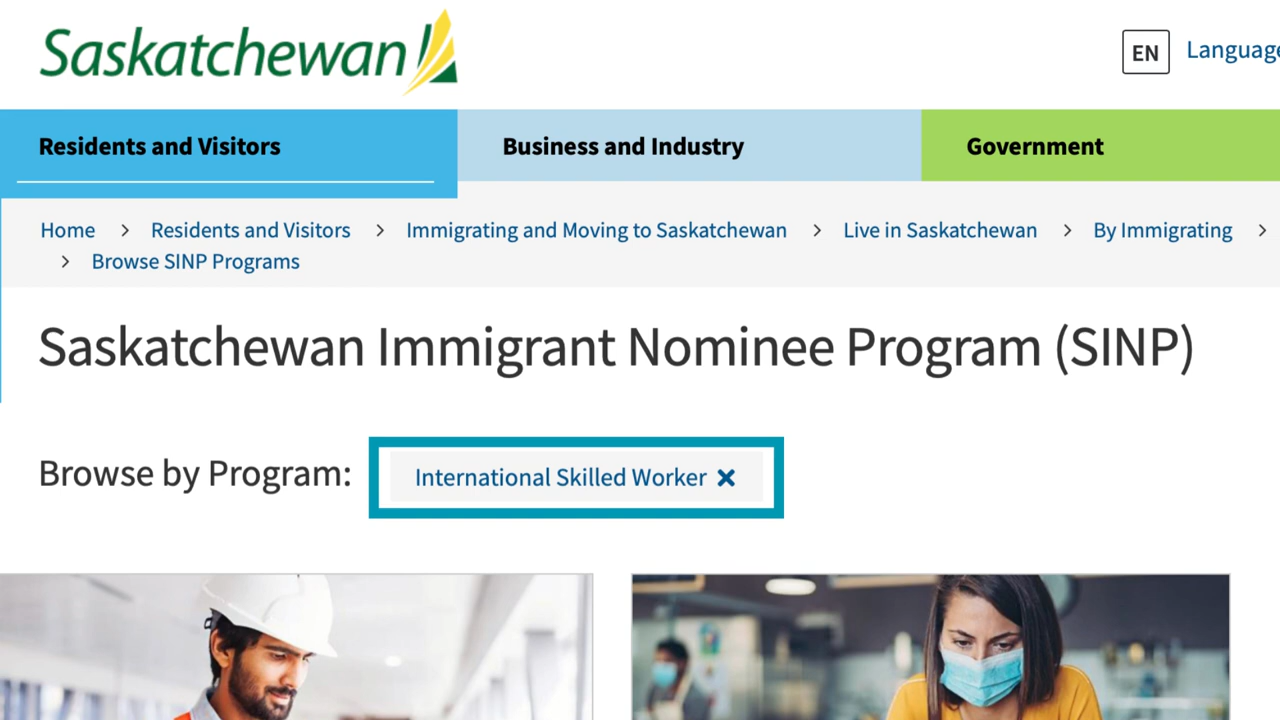 Saskatchewan
EN
Residents and Visitors
Business and Industry
Government
Home > Residents and Visitors > Immigrating and Moving to Saskatchewan > Live in Saskatchewan > By Immigrating >
> Browse SINP Programs
Saskatchewan Immigrant Nominee Program (SINP)
Browse by Program: International Skilled Worker ✖